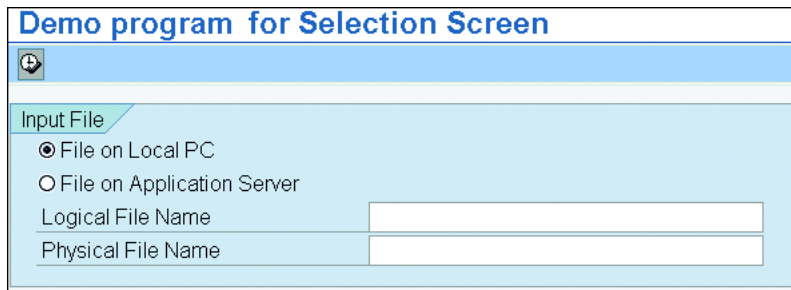 Demo program for Selection Screen
Input File
File on Local PC
File on Application Server
Logical File Name
Physical File Name